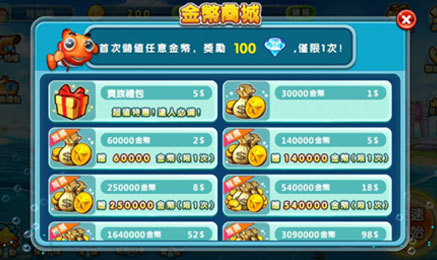 金幣商城
首次儲值任意金幣，獎勵 100 ，僅限1次！
貴族禮包 5$
超值特惠！達人必備！
30000金幣 1$
60000金幣 2$
贈 60000 金幣(限1次)
140000金幣 5$
贈 140000 金幣(限1次)
250000金幣 8$
贈 250000 金幣(限1次)
540000金幣 18$
贈 540000 金幣(限1次)
1640000金幣 52$
3090000金幣 98$